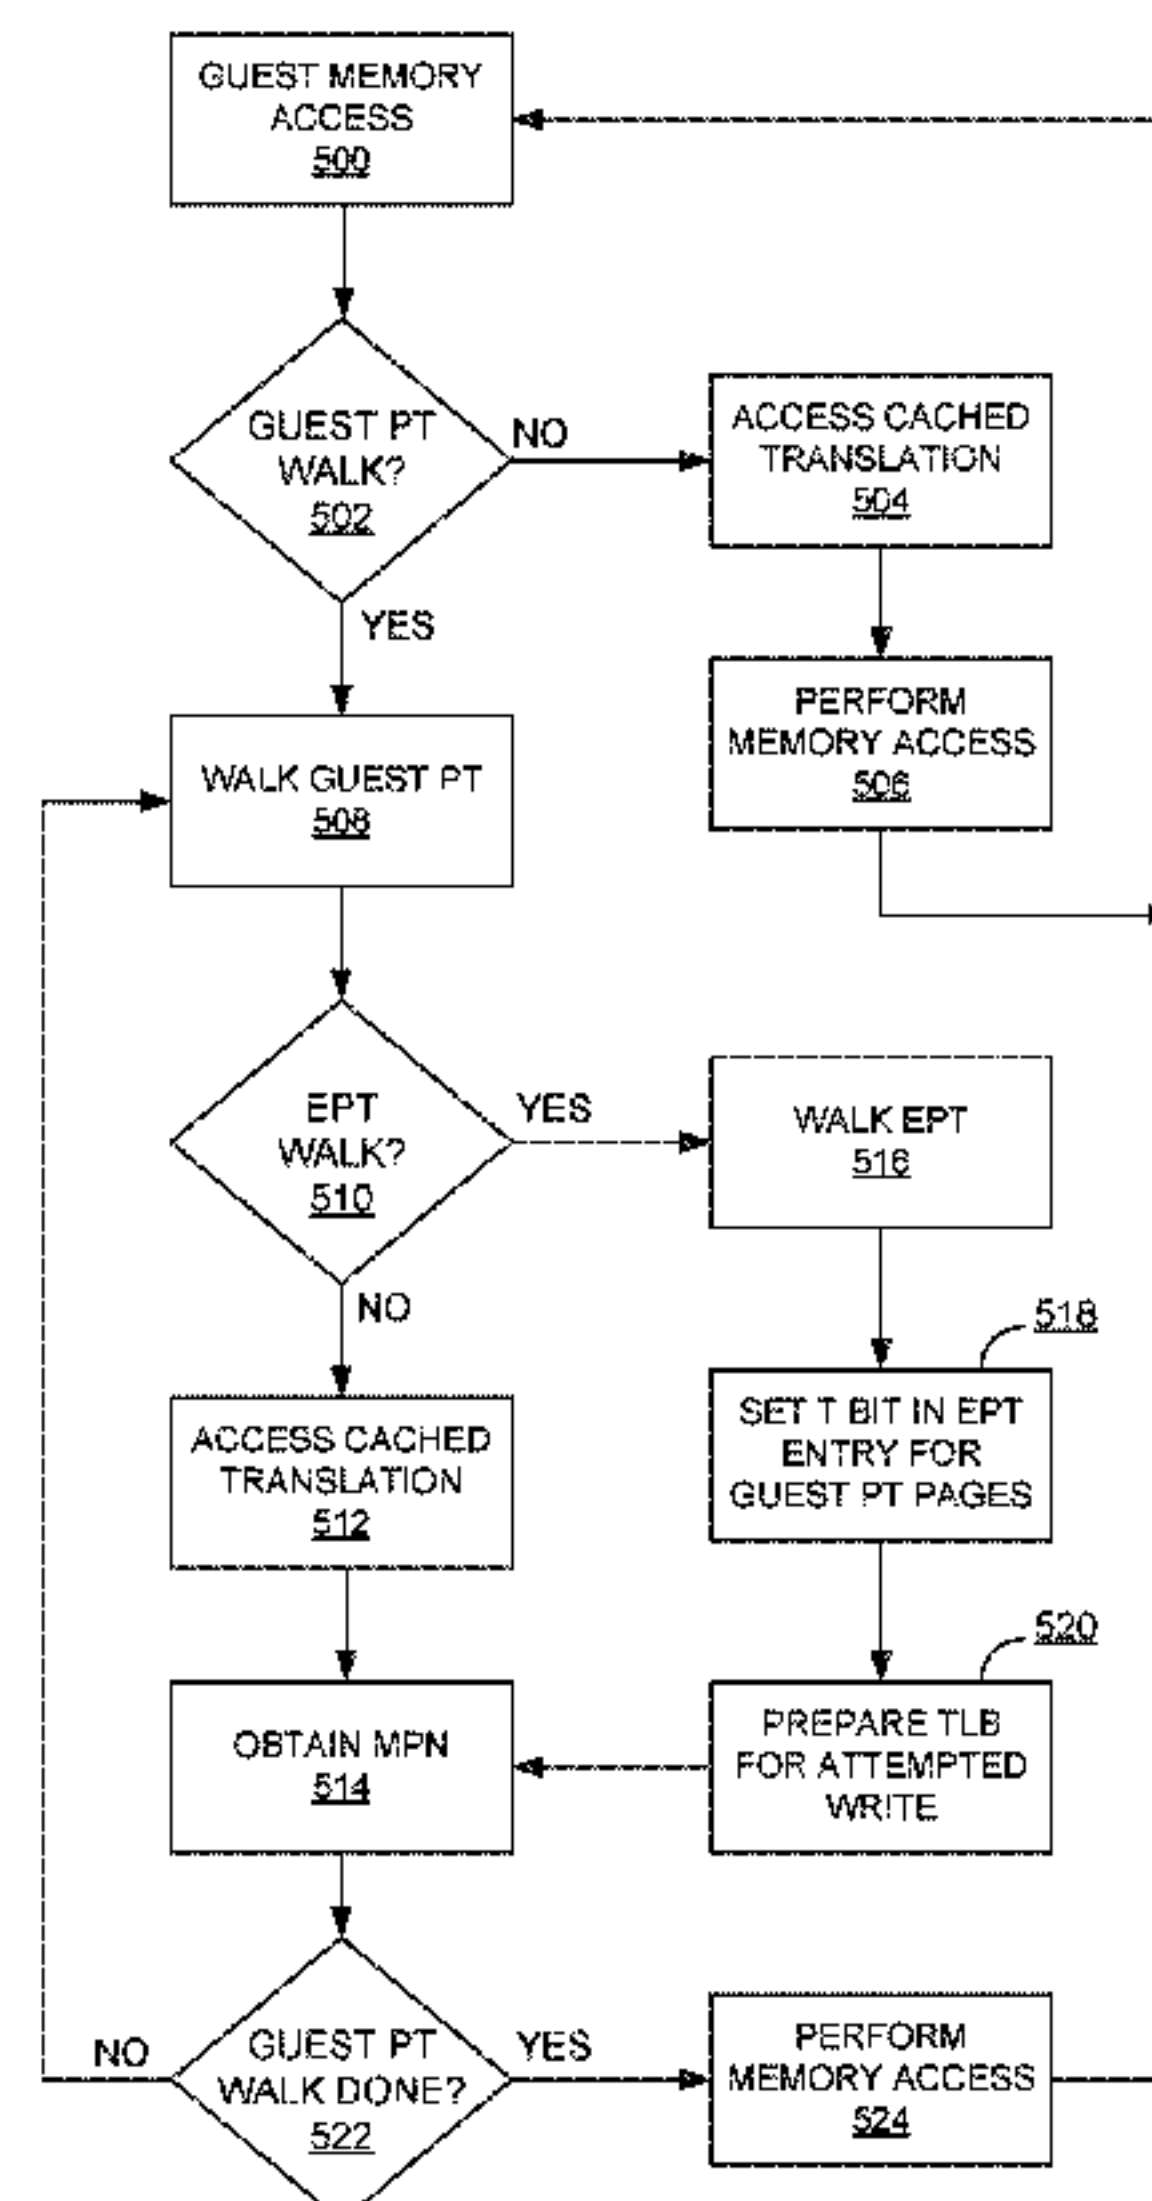 GUEST MEMORY
ACCESS
500
GUEST PT
WALK?
502
NO
ACCESS CACHED
TRANSLATION
504
YES
PERFORM
MEMORY ACCESS
506
WALK GUEST PT
508
EPT
WALK?
510
YES
WALK EPT
516
NO
518
SET T BIT IN EPT
ENTRY FOR
GUEST PT PAGES
ACCESS CACHED
TRANSLATION
512
520
PREPARE TLB
FOR ATTEMPTED
WRITE
OBTAIN MPN
514
NO
GUEST PT
WALK DONE?
522
YES
PERFORM
MEMORY ACCESS
524